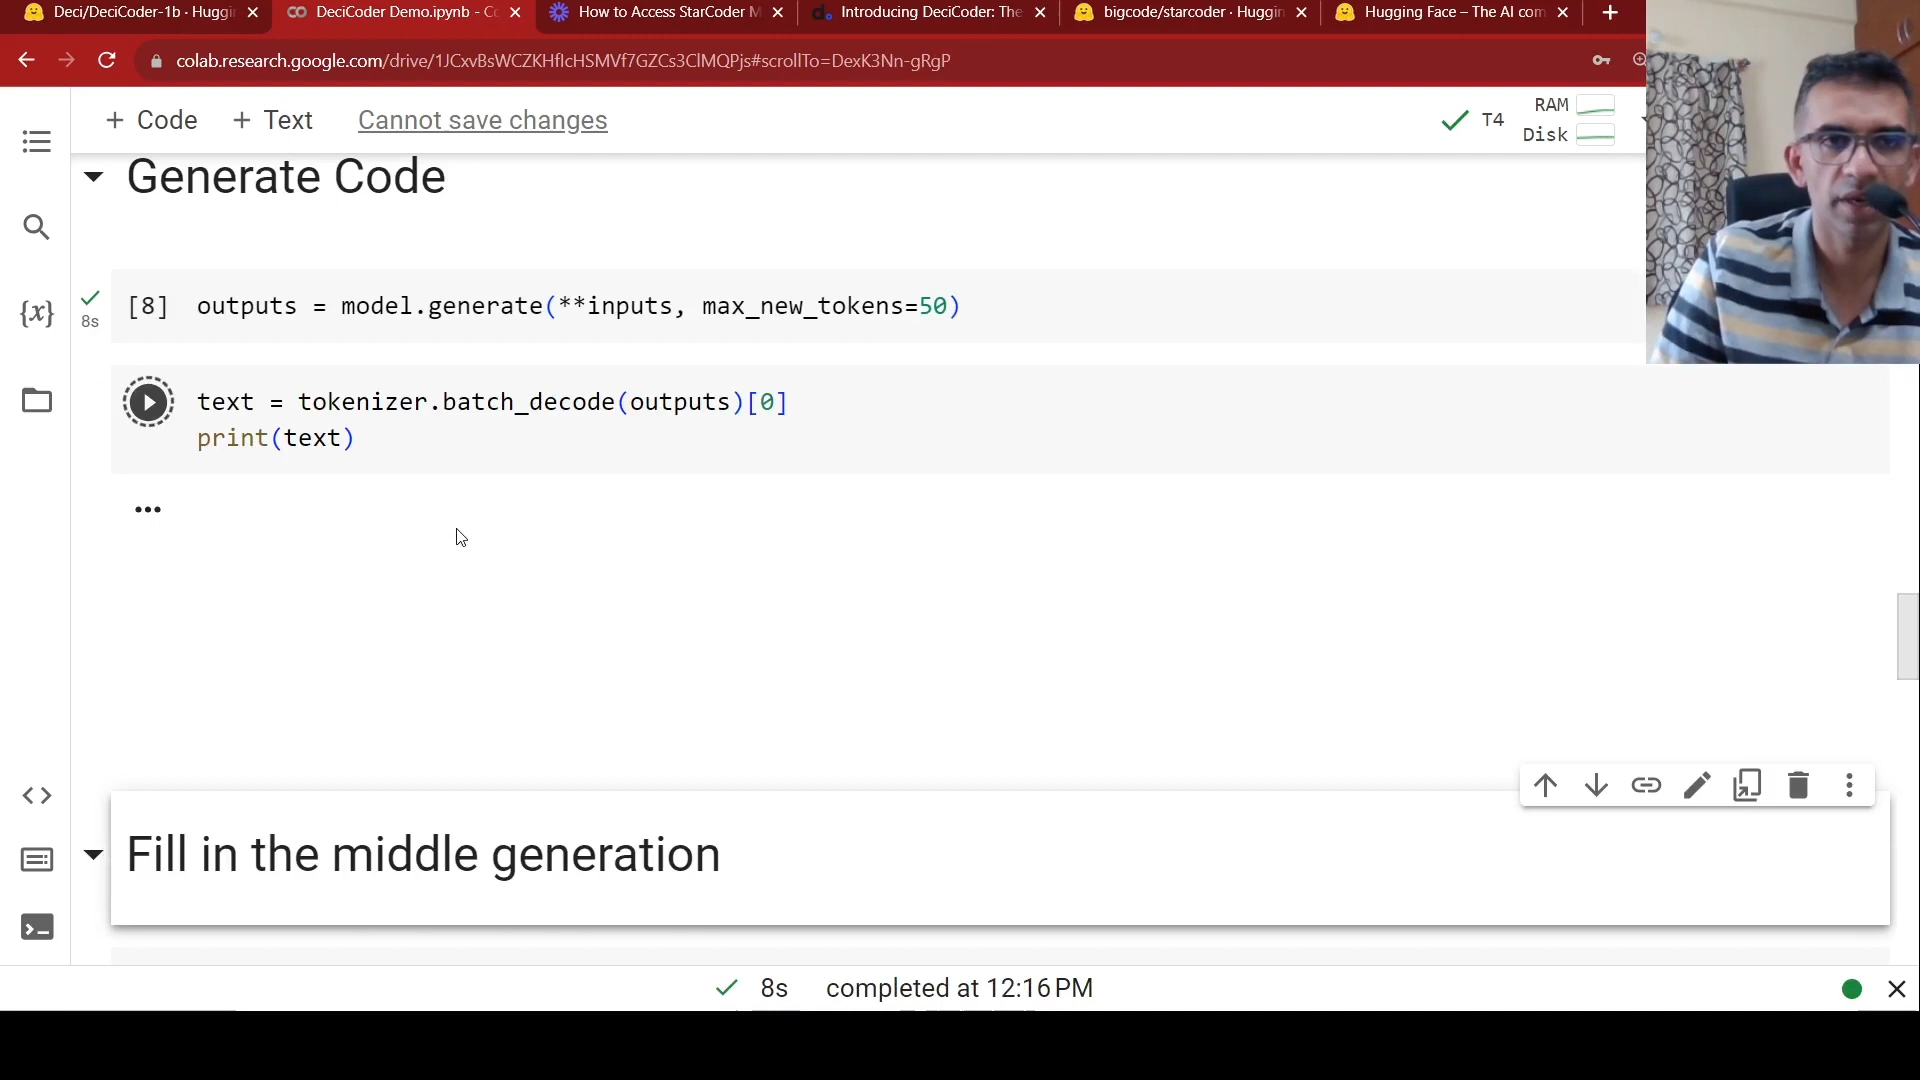 Deci/DeciCoder-1b · Huggi
DeciCoder Demo.ipynb - Co
How to Access StarCoder M
Introducing DeciCoder: The
bigcode/starcoder · Huggin
Hugging Face – The AI com
colab.research.google.com/drive/1JCxvBsWCZKHfIcHSMVf7GZCs3ClMQPjs#scrollTo=DexK3Nn-gRgP
+ Code + Text Cannot save changes
T4
RAM
Disk
Generate Code
8s
[8] outputs = model.generate(**inputs, max_new_tokens=50)
text = tokenizer.batch_decode(outputs)[0]
print(text)
...
Fill in the middle generation
8s completed at 12:16 PM